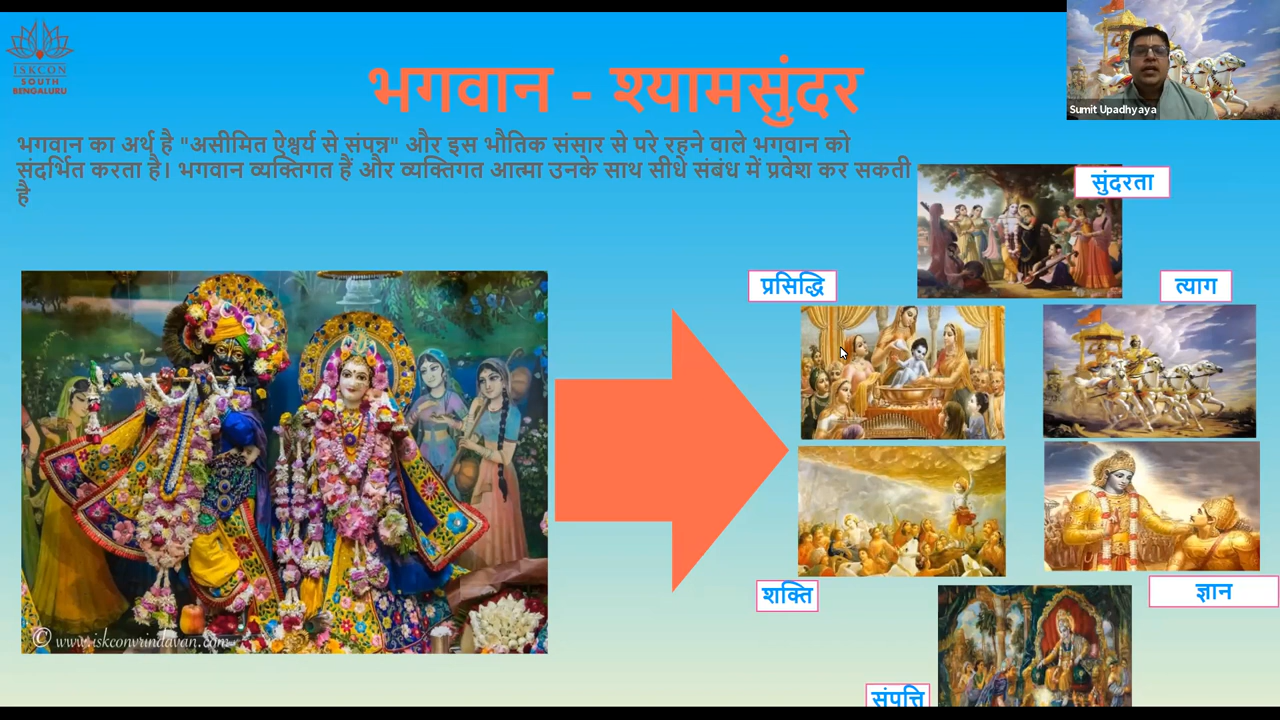 ISKCON
SOUTH
BENGALURU
भगवान - श्यामसुंदर
Sumit Upadhyaya
भगवान का अर्थ है "असीमित ऐश्वर्य से संपन्न" और इस भौतिक संसार से परे रहने वाले भगवान को
संदर्भित करता है। भगवान व्यक्तिगत हैं और व्यक्तिगत आत्मा उनके साथ सीधे संबंध में प्रवेश कर सकती
है
सुंदरता
प्रसिद्धि
त्याग
शक्ति
ज्ञान
संपत्ति
© www.iskconvrindavan.com